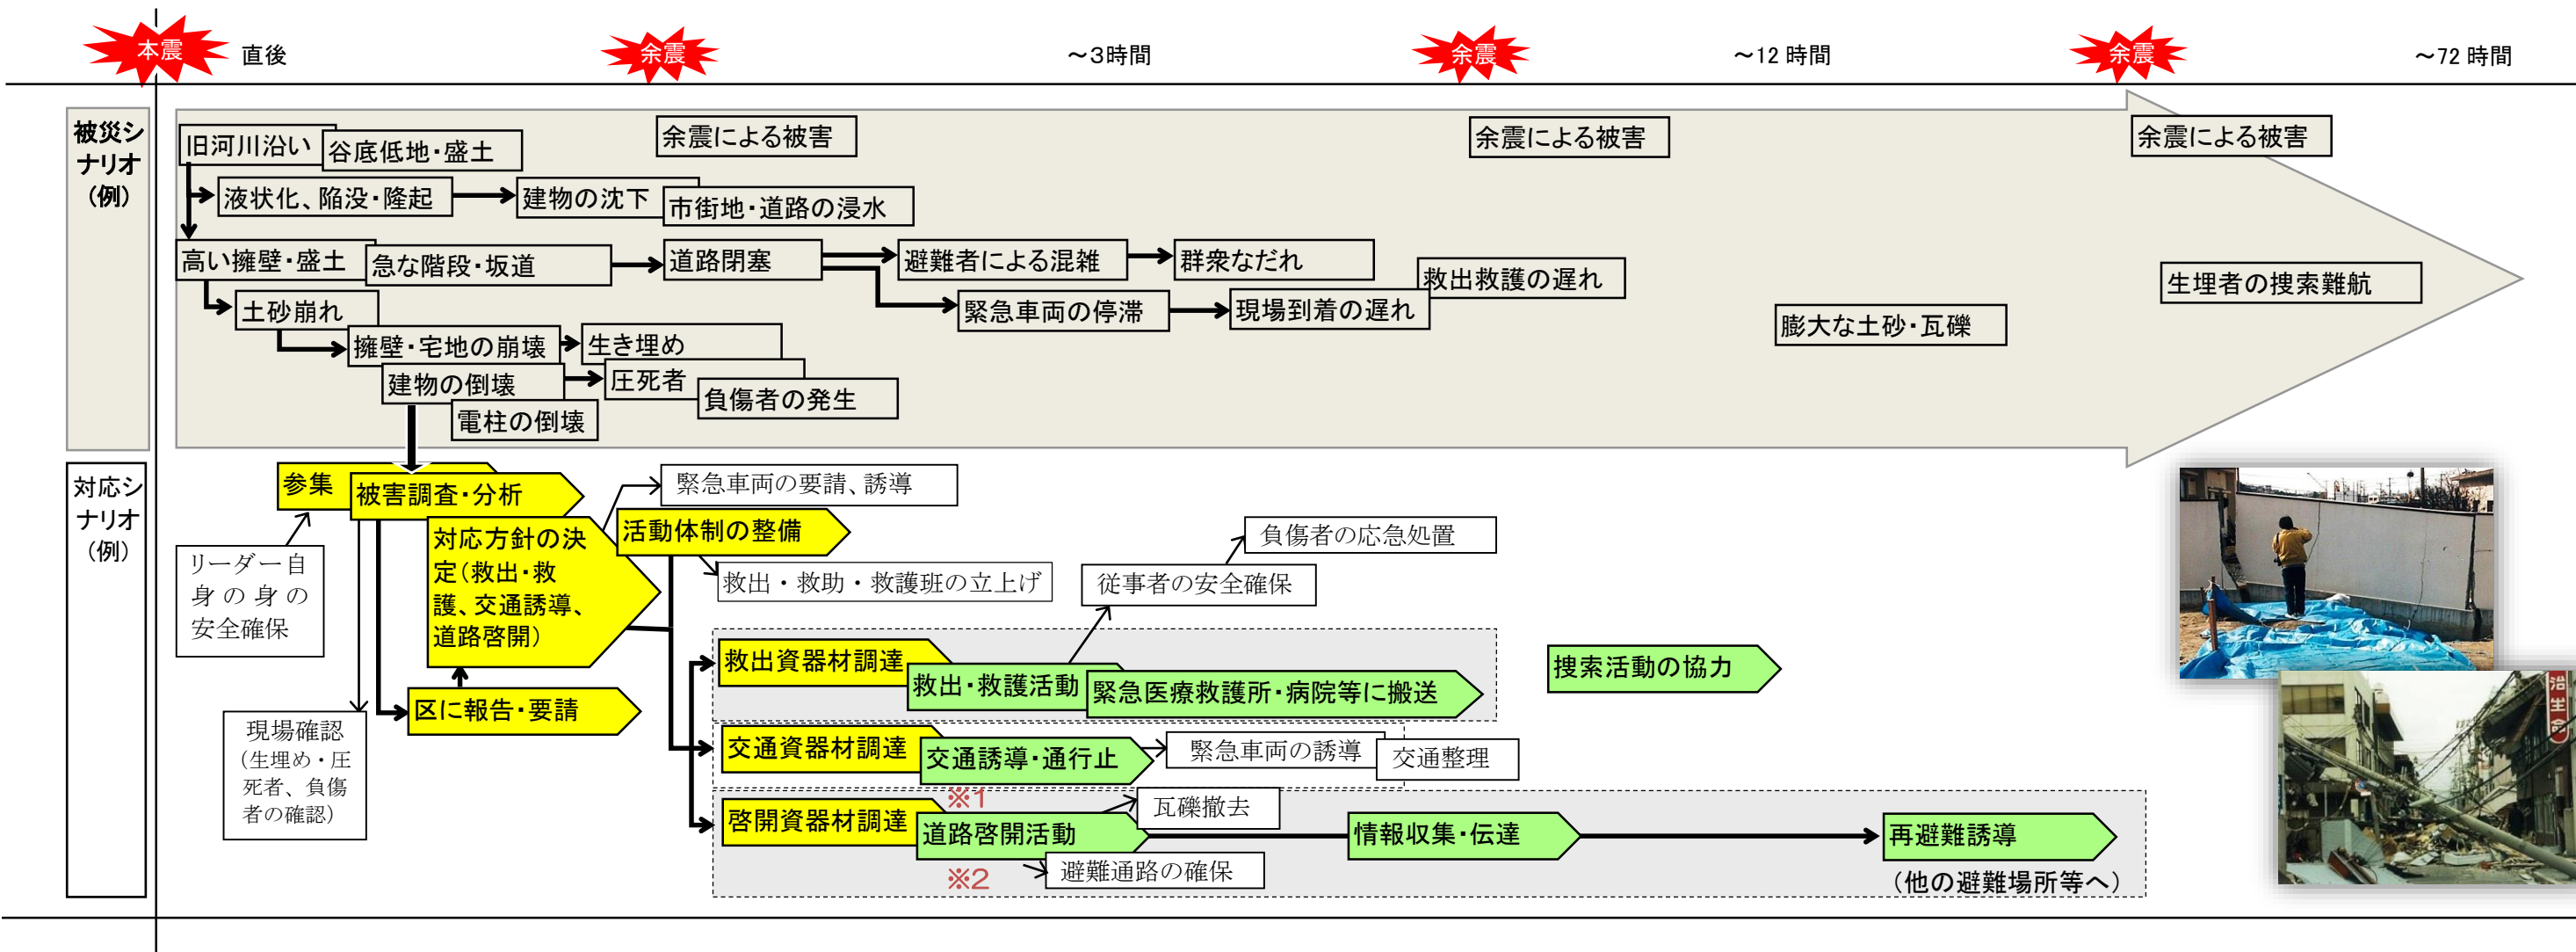 本震
直後
余震
～3時間
余震
～12 時間
余震
～72 時間
被災シ
ナリオ
(例)
旧河川沿い
谷底低地・盛土
余震による被害
余震による被害
余震による被害
液状化、陥没・隆起
建物の沈下
市街地・道路の浸水
高い擁壁・盛土
急な階段・坂道
道路閉塞
避難者による混雑
群衆なだれ
救出救護の遅れ
生埋者の捜索難航
土砂崩れ
緊急車両の停滞
現場到着の遅れ
膨大な土砂・瓦礫
擁壁・宅地の崩壊
生き埋め
建物の倒壊
圧死者
負傷者の発生
電柱の倒壊
対応シ
ナリオ
(例)
参集
被害調査・分析
緊急車両の要請、誘導
対応方針の決
定(救出・救
護、交通誘導、
道路啓開)
活動体制の整備
負傷者の応急処置
リーダー自
身の身の
安全確保
救出・救助・救護班の立上げ
従事者の安全確保
救出資器材調達
救出・救護活動
緊急医療救護所・病院等に搬送
捜索活動の協力
区に報告・要請
現場確認
(生埋め・圧
死者、負傷
者の確認)
交通資器材調達
交通誘導・通行止
緊急車両の誘導
交通整理
※1
瓦礫撤去
啓開資器材調達
道路啓開活動
情報収集・伝達
再避難誘導
※2
避難通路の確保
(他の避難場所等へ)
治生命